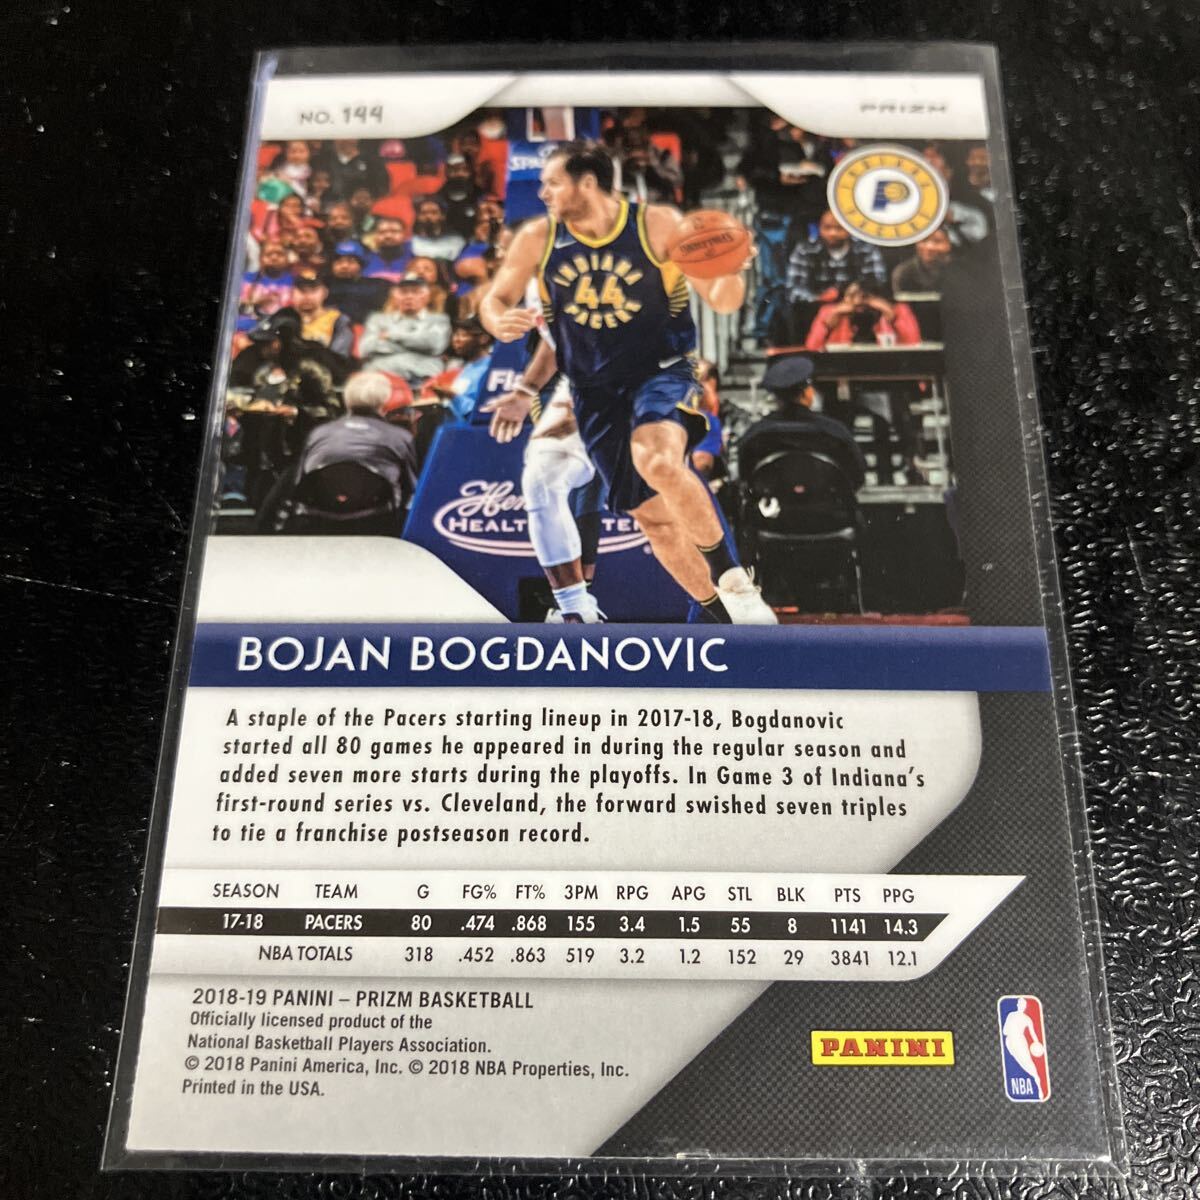 NO. 144
PRIZM
INDIANA
P
PACERS
SPALDING
INDIANA
44
PACERS
HEALT
BOJAN BOGDANOVIC
A staple of the Pacers starting lineup in 2017-18, Bogdanovic
started all 80 games he appeared in during the regular season and
added seven more starts during the playoffs. In Game 3 of Indiana's
first-round series vs. Cleveland, the forward swished seven triples
to tie a franchise postseason record.
SEASON TEAM G FG% FT% 3PM RPG APG STL BLK PTS PPG
17-18 PACERS 80 .474 .868 155 3.4 1.5 55 8 1141 14.3
NBA TOTALS 318 .452 .863 519 3.2 1.2 152 29 3841 12.1
2018-19 PANINI – PRIZM BASKETBALL
Officially licensed product of the
National Basketball Players Association.
© 2018 Panini America, Inc. © 2018 NBA Properties, Inc.
Printed in the USA.
PANINI
NBA